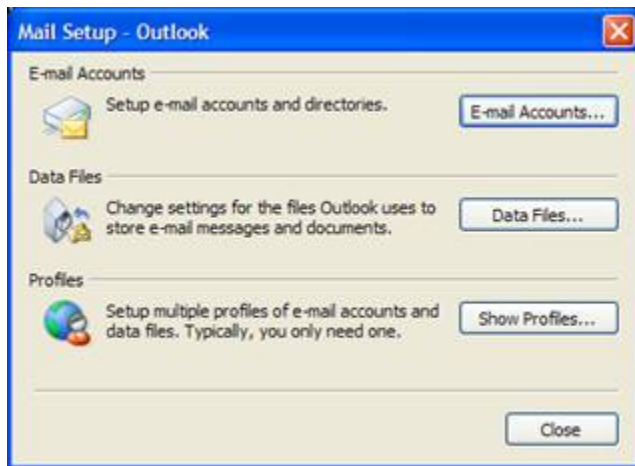 Mail Setup - Outlook
E-mail Accounts
Setup e-mail accounts and directories.
E-mail Accounts...
Data Files
Change settings for the files Outlook uses to
store e-mail messages and documents.
Data Files...
Profiles
Setup multiple profiles of e-mail accounts and
data files. Typically, you only need one.
Show Profiles...
Close